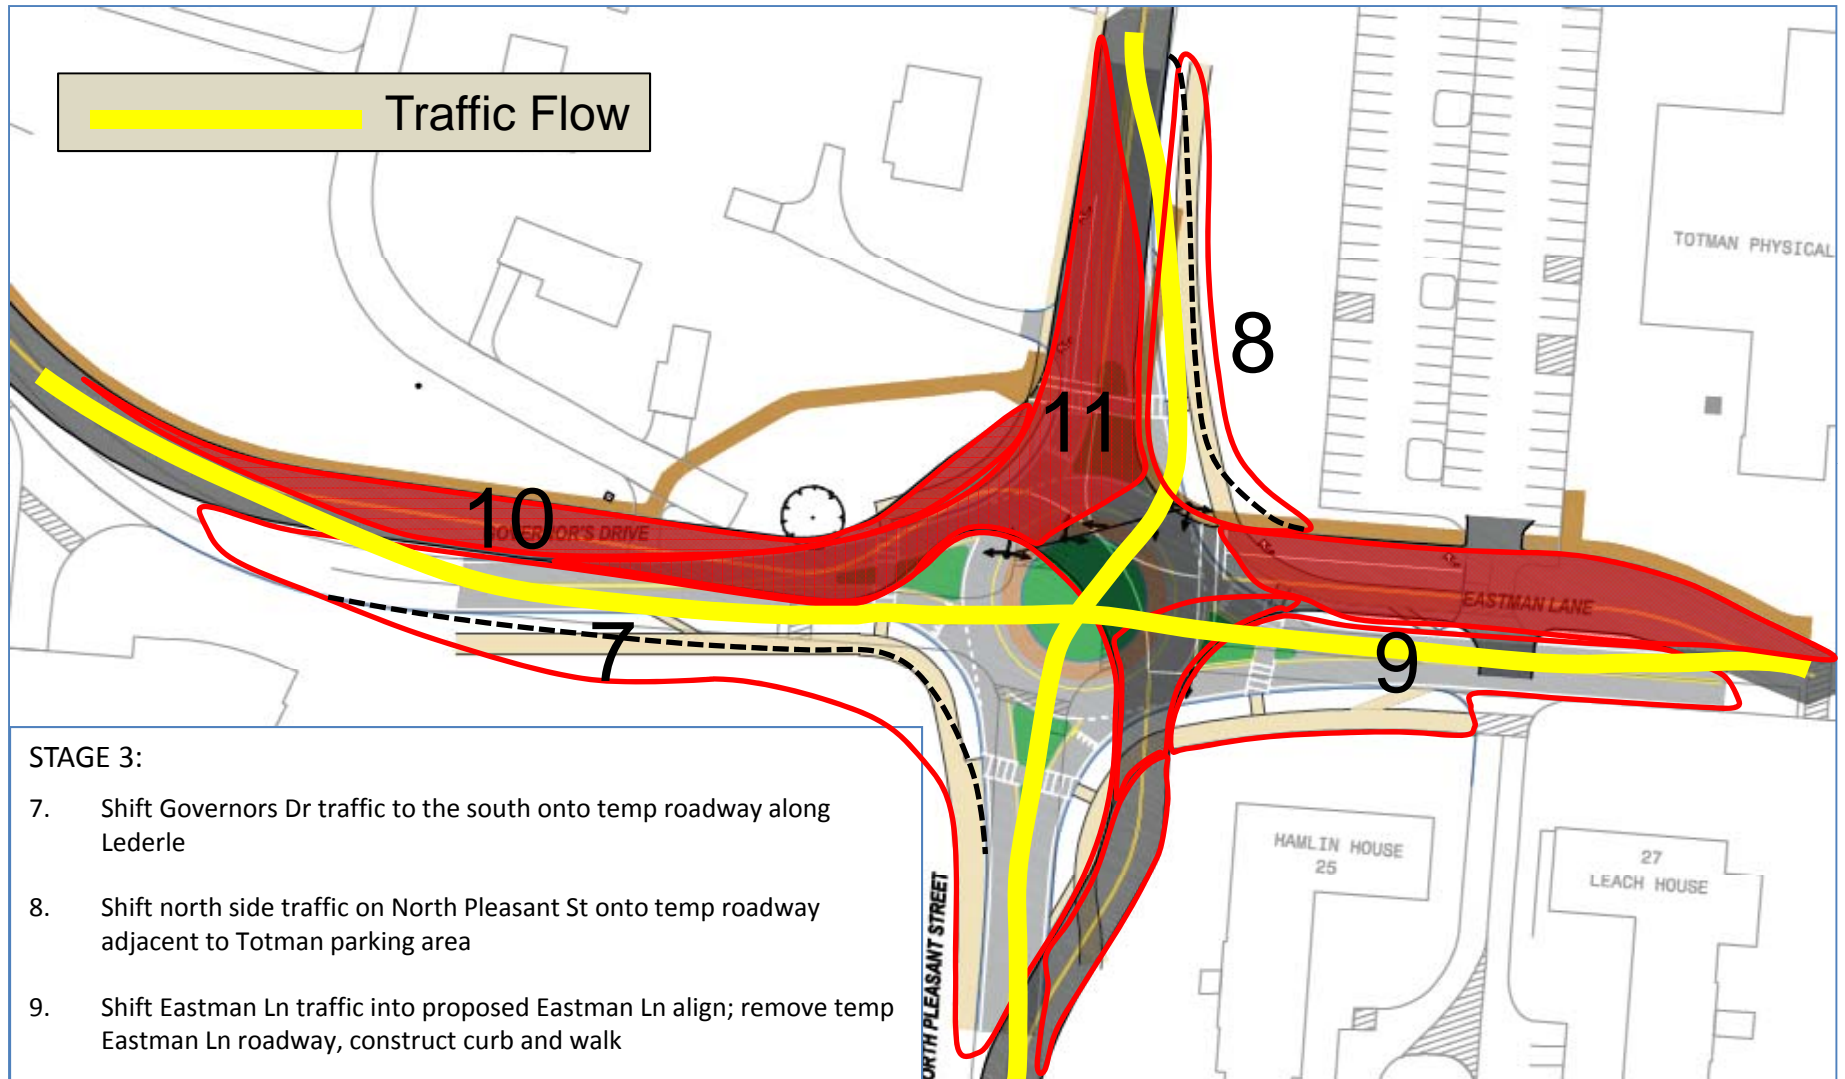 Traffic Flow
TOTMAN PHYSICAL
8
11
10
GOVERNOR'S DRIVE
EASTMAN LANE
7
9
STAGE 3:
7. Shift Governors Dr traffic to the south onto temp roadway along
Lederle
8. Shift north side traffic on North Pleasant St onto temp roadway
adjacent to Totman parking area
9. Shift Eastman Ln traffic into proposed Eastman Ln align; remove temp
Eastman Ln roadway, construct curb and walk
ORTH PLEASANT STREET
HAMLIN HOUSE
25
27
LEACH HOUSE